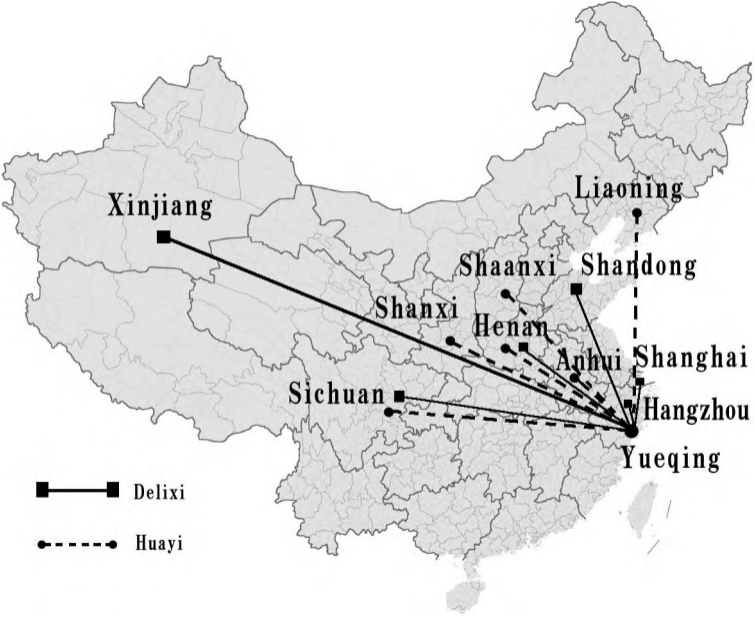 Liaoning
Xinjiang
Shaanxi
Shandong
Shanxi
Henan
Anhui
Shanghai
Sichuan
Hangzhou
Yueqing
Delixi
Huayi